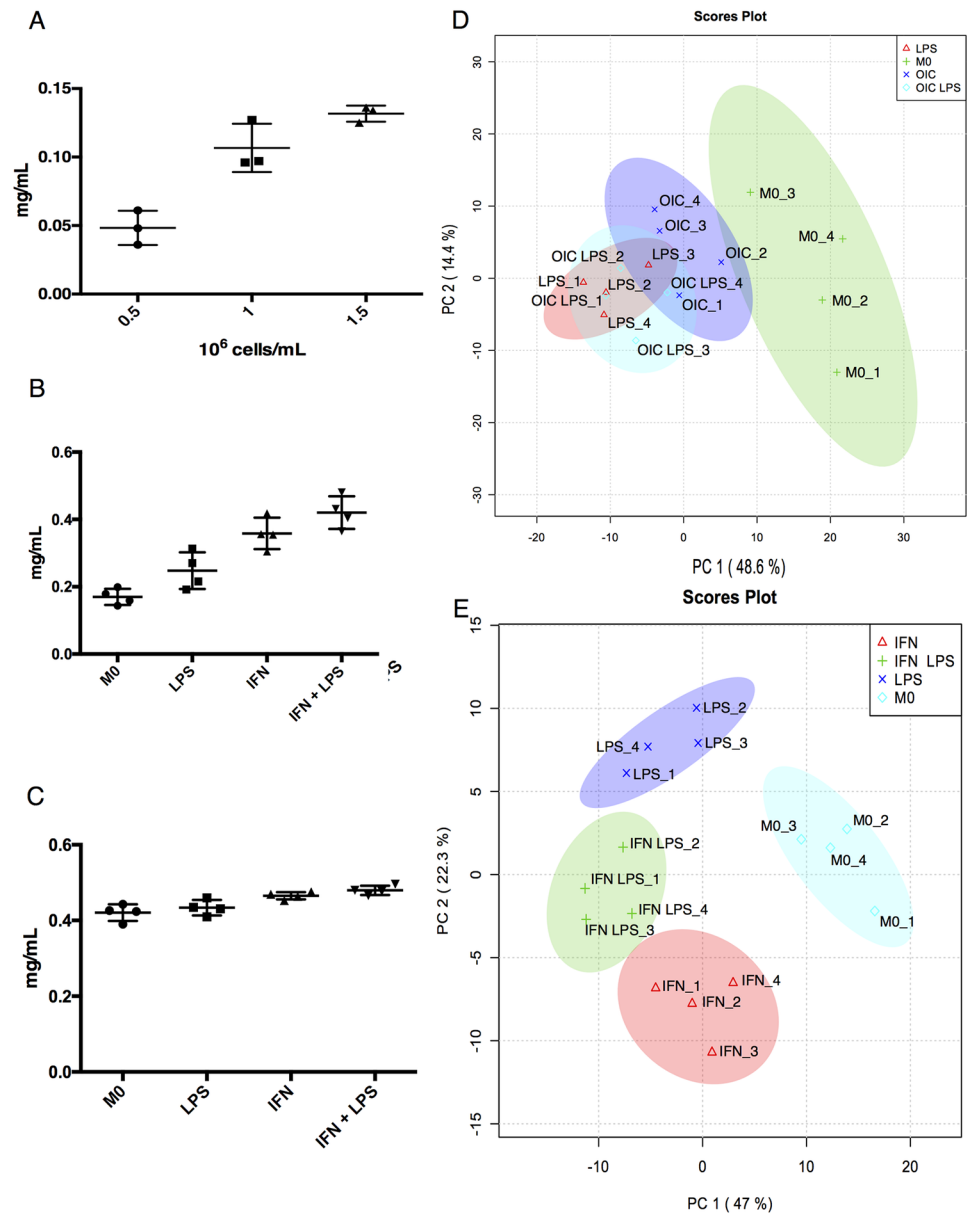 A
0.15
0.10
0.05
0.00
mg/mL
0.5
1
1.5
10⁶ cells/mL
B
0.6
0.4
0.2
0.0
mg/mL
M0
LPS
IFN
IFN + LPS
PS
C
0.6
0.4
0.2
0.0
mg/mL
M0
LPS
IFN
IFN + LPS
D
Scores Plot
LPS
M0
OIC
OIC LPS
30
20
10
0
-10
-20
-30
PC 2 ( 14.4 %)
M0_3
M0_4
M0_2
M0_1
OIC_4
OIC_3
OIC_2
LPS_3
OIC LPS_2
LPS_1
LPS_2
OIC LPS_4
OIC LPS_1
OIC_1
LPS_4
OIC LPS_3
-20
-10
0
10
20
30
PC 1 ( 48.6 %)
E
Scores Plot
IFN
IFN LPS
LPS
M0
15
10
5
0
-5
-10
-15
PC 2 ( 22.3 %)
LPS_2
LPS_4
LPS_3
LPS_1
M0_3
M0_2
M0_4
M0_1
IFN LPS_2
IFN LPS_1
IFN LPS_4
IFN LPS_3
IFN_1
IFN_4
IFN_2
IFN_3
-10
0
10
20
PC 1 ( 47 %)